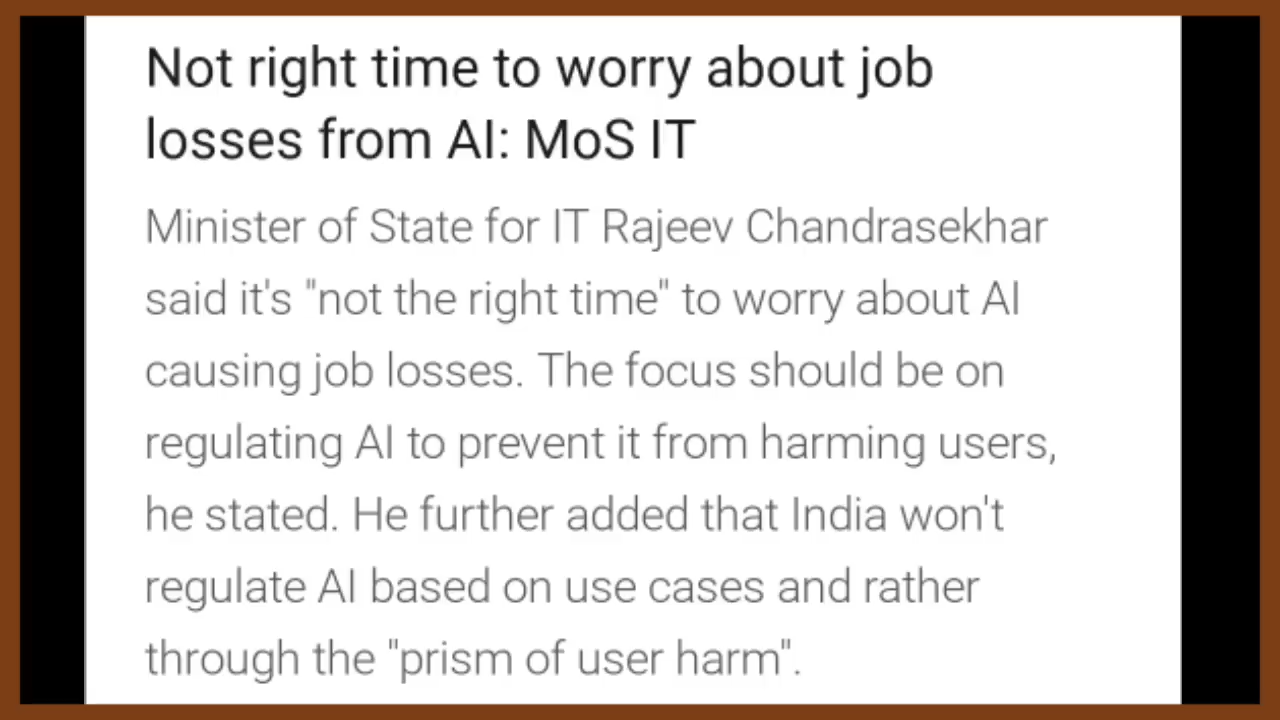 Not right time to worry about job
losses from AI: MoS IT
Minister of State for IT Rajeev Chandrasekhar
said it's "not the right time" to worry about AI
causing job losses. The focus should be on
regulating AI to prevent it from harming users,
he stated. He further added that India won't
regulate AI based on use cases and rather
through the "prism of user harm".